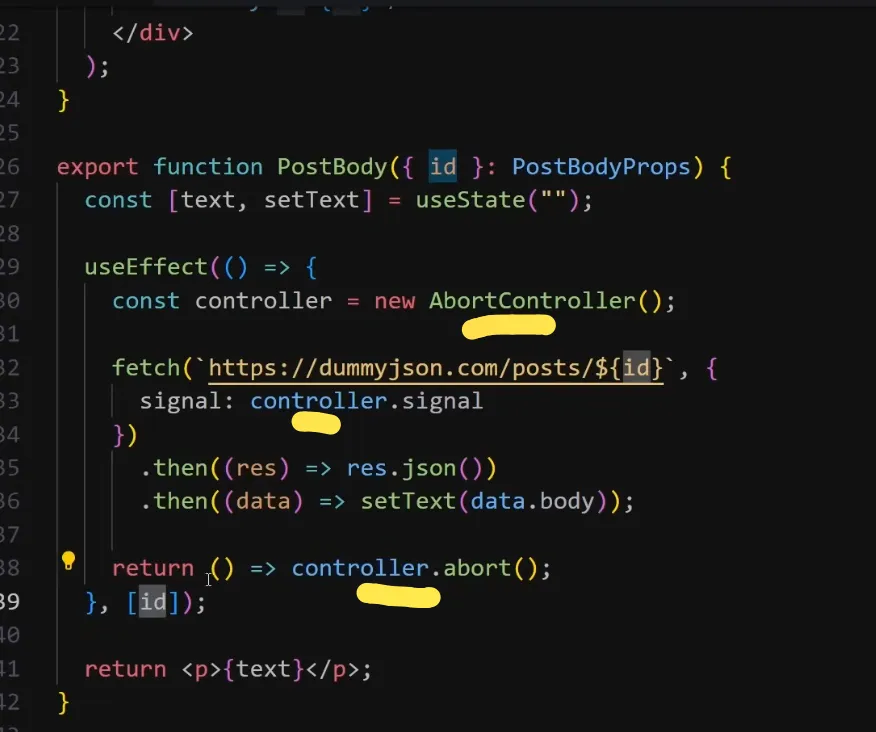 22 </div>
23 );
24 }
25
26 export function PostBody({ id }: PostBodyProps) {
27 const [text, setText] = useState("");
28
29 useEffect(() => {
30 const controller = new AbortController();
31
32 fetch(`https://dummyjson.com/posts/${id}`, {
33 signal: controller.signal
34 })
35 .then((res) => res.json())
36 .then((data) => setText(data.body));
37
38 return () => controller.abort();
39 }, [id]);
40
41 return <p>{text}</p>;
42 }